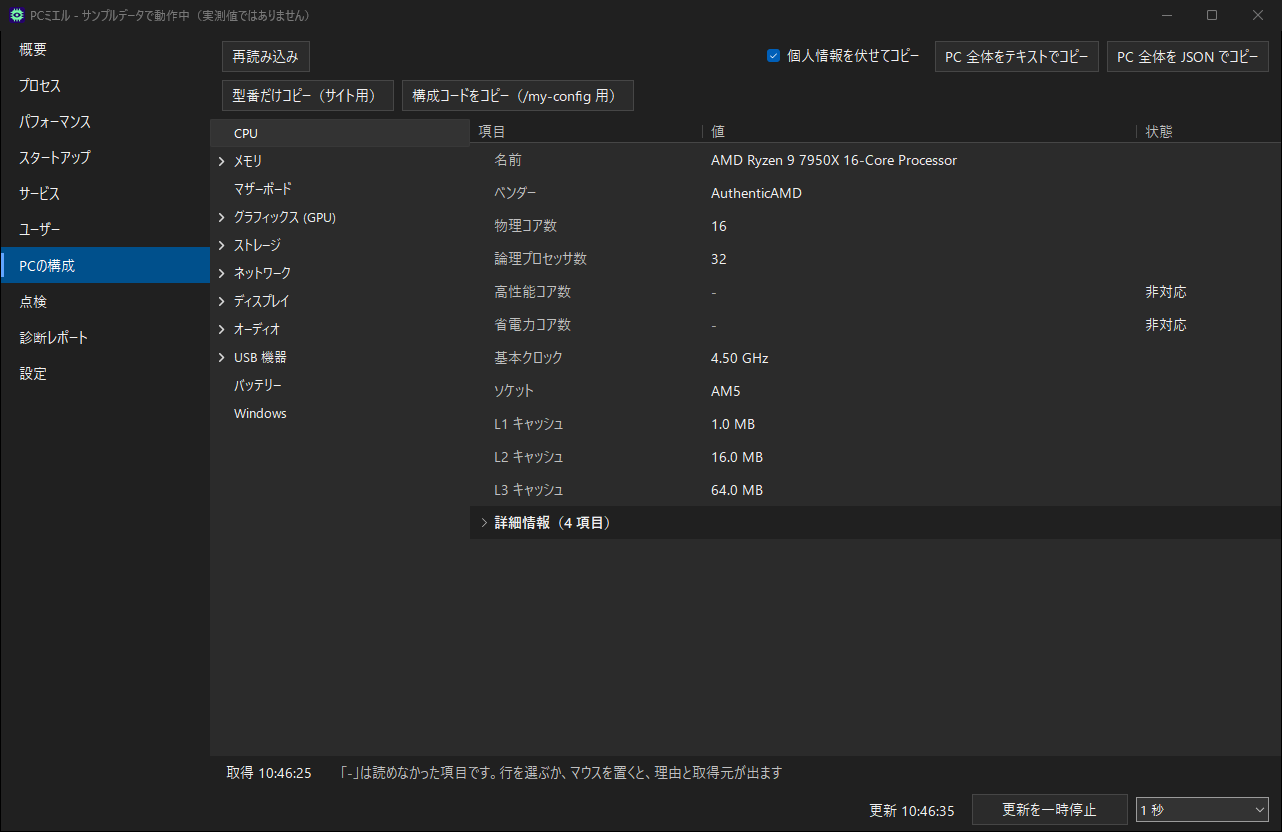 PCミエル - サンプルデータで動作中（実測値ではありません）
概要
プロセス
パフォーマンス
スタートアップ
サービス
ユーザー
PCの構成
点検
診断レポート
設定
再読み込み
個人情報を伏せてコピー
PC 全体をテキストでコピー
PC 全体を JSON でコピー
型番だけコピー（サイト用）
構成コードをコピー（/my-config 用）
CPU
メモリ
マザーボード
グラフィックス (GPU)
ストレージ
ネットワーク
ディスプレイ
オーディオ
USB 機器
バッテリー
Windows
項目 値 状態
名前 AMD Ryzen 9 7950X 16-Core Processor
ベンダー AuthenticAMD
物理コア数 16
論理プロセッサ数 32
高性能コア数 - 非対応
省電力コア数 - 非対応
基本クロック 4.50 GHz
ソケット AM5
L1 キャッシュ 1.0 MB
L2 キャッシュ 16.0 MB
L3 キャッシュ 64.0 MB
詳細情報（4 項目）
取得 10:46:25
「-」は読めなかった項目です。行を選ぶか、マウスを置くと、理由と取得元が出ます
更新 10:46:35
更新を一時停止
1 秒